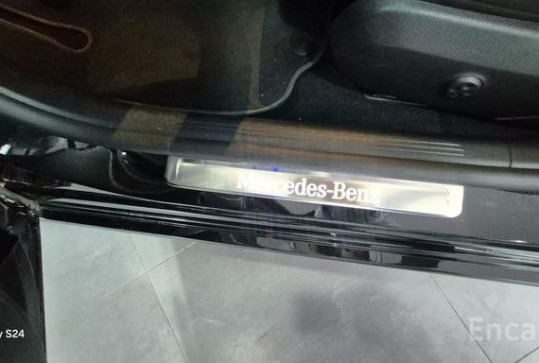 Mercedes-Benz
y S24
Enca